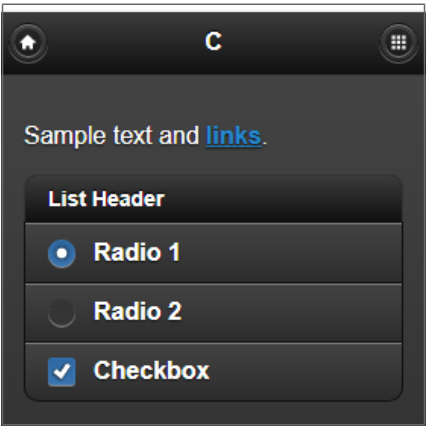 C
Sample text and links.
List Header
Radio 1
Radio 2
Checkbox